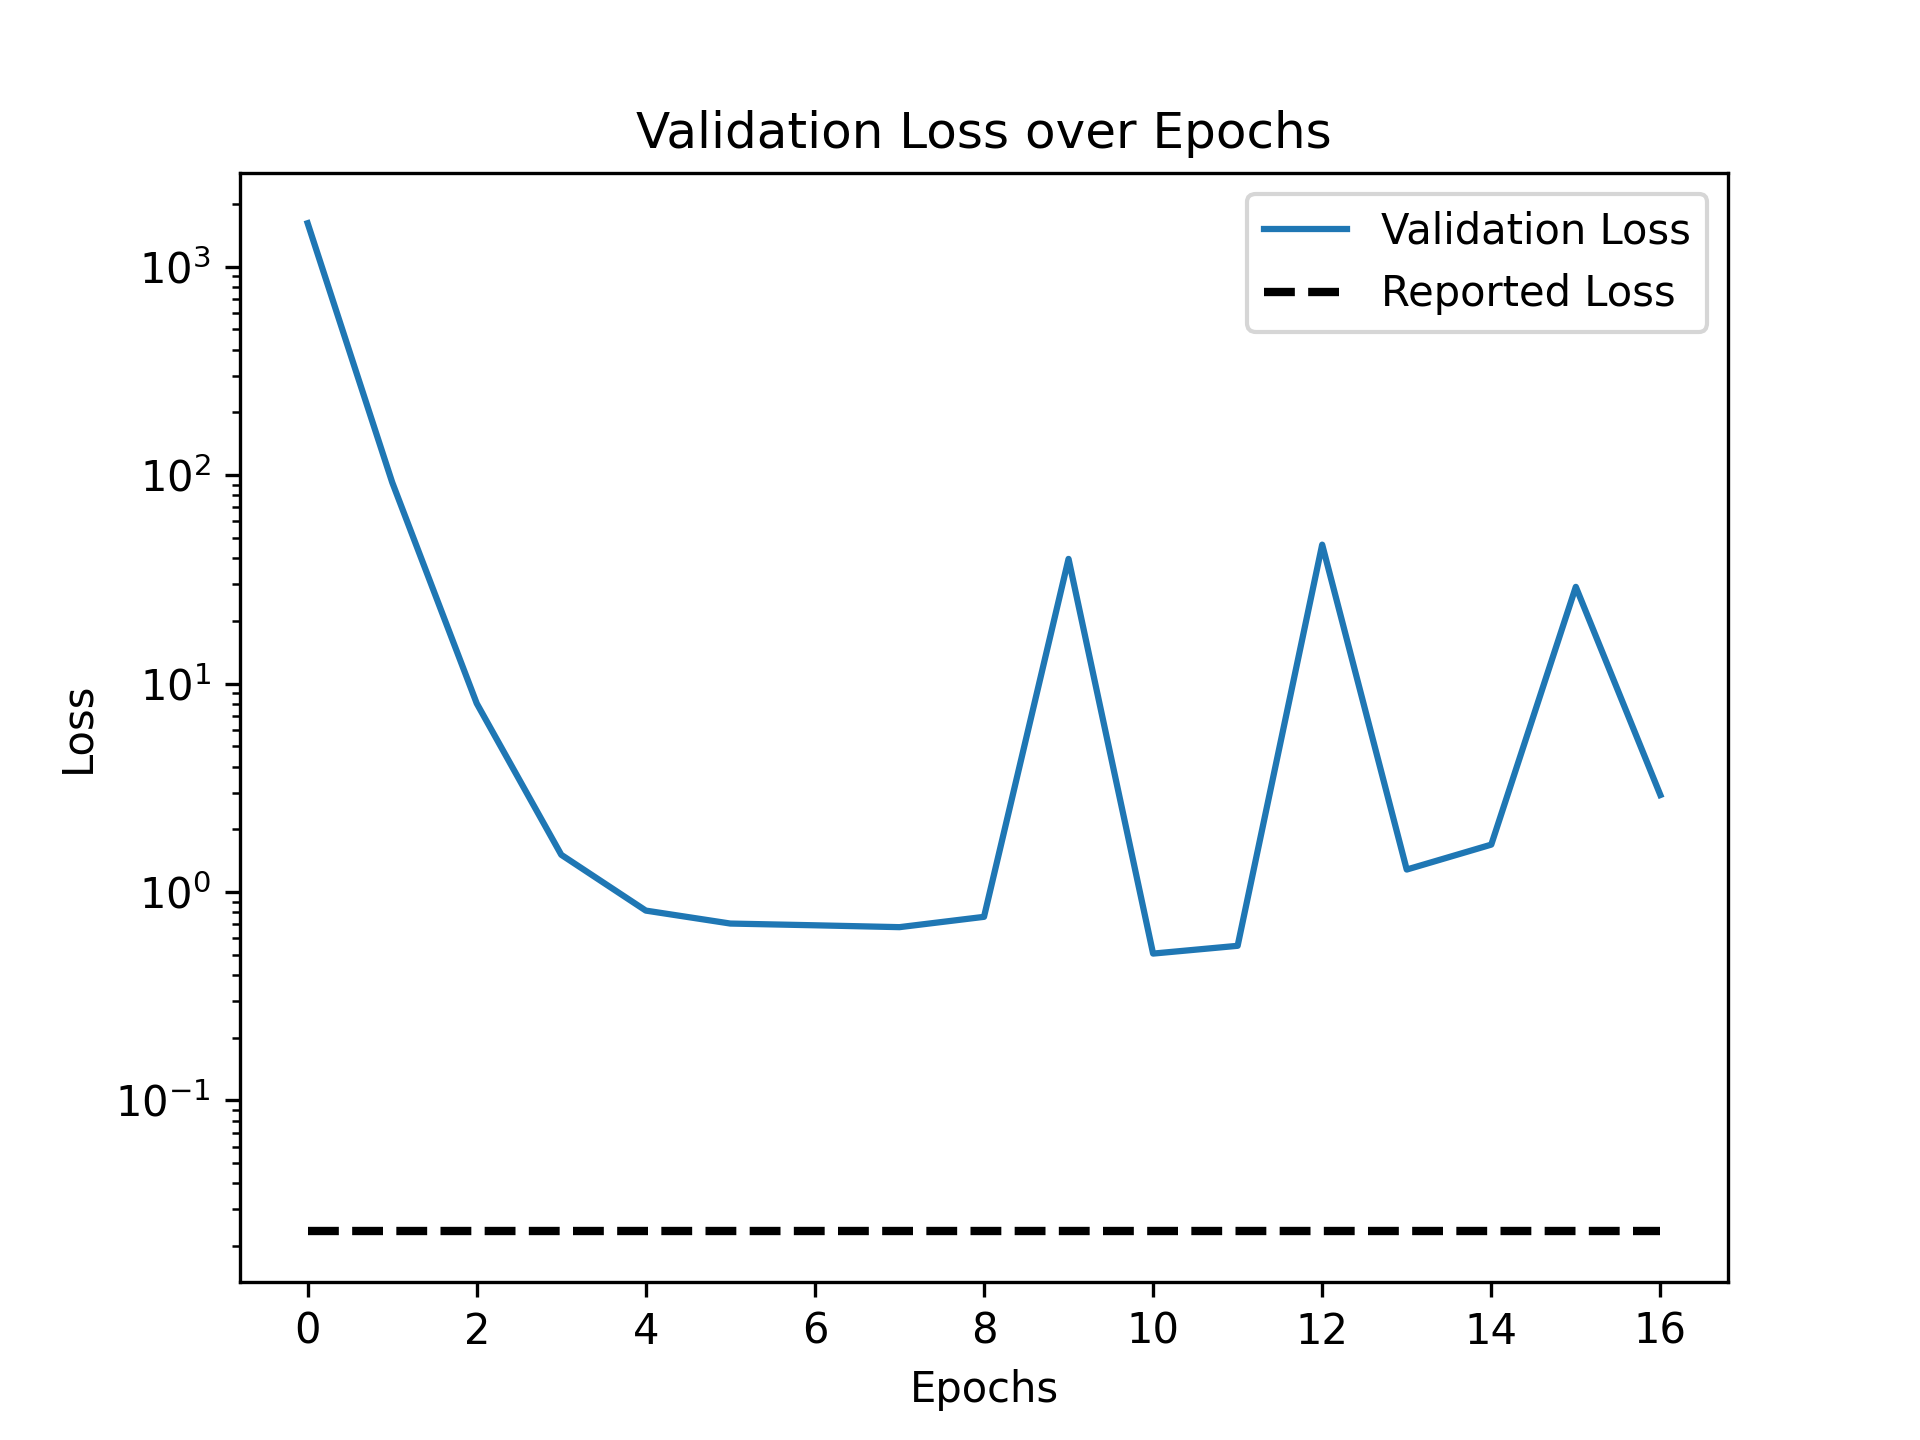 Validation Loss over Epochs
Validation Loss
Reported Loss
10³
10²
10¹
10⁰
10⁻¹
Loss
0 2 4 6 8 10 12 14 16
Epochs